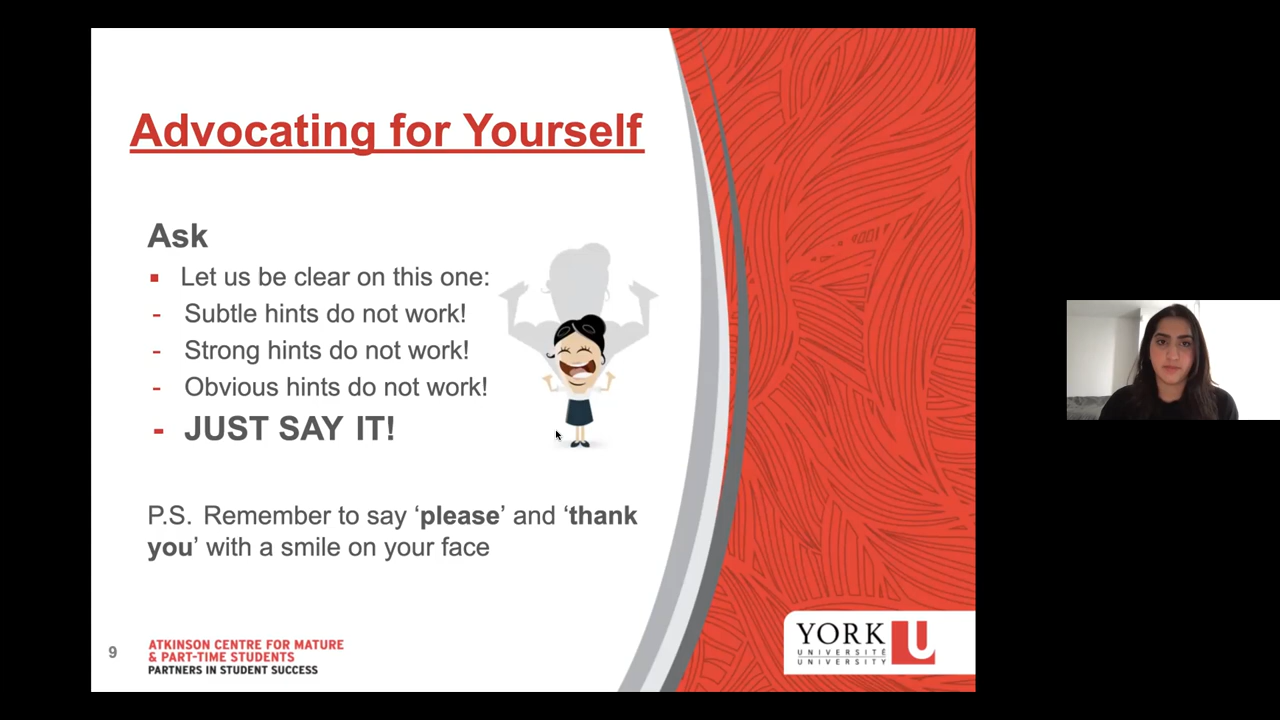 Advocating for Yourself
Ask
▪ Let us be clear on this one:
- Subtle hints do not work!
- Strong hints do not work!
- Obvious hints do not work!
- JUST SAY IT!
P.S. Remember to say ‘please’ and ‘thank
you’ with a smile on your face
9
ATKINSON CENTRE FOR MATURE
& PART-TIME STUDENTS
PARTNERS IN STUDENT SUCCESS
YORK U
UNIVERSITÉ
UNIVERSITY